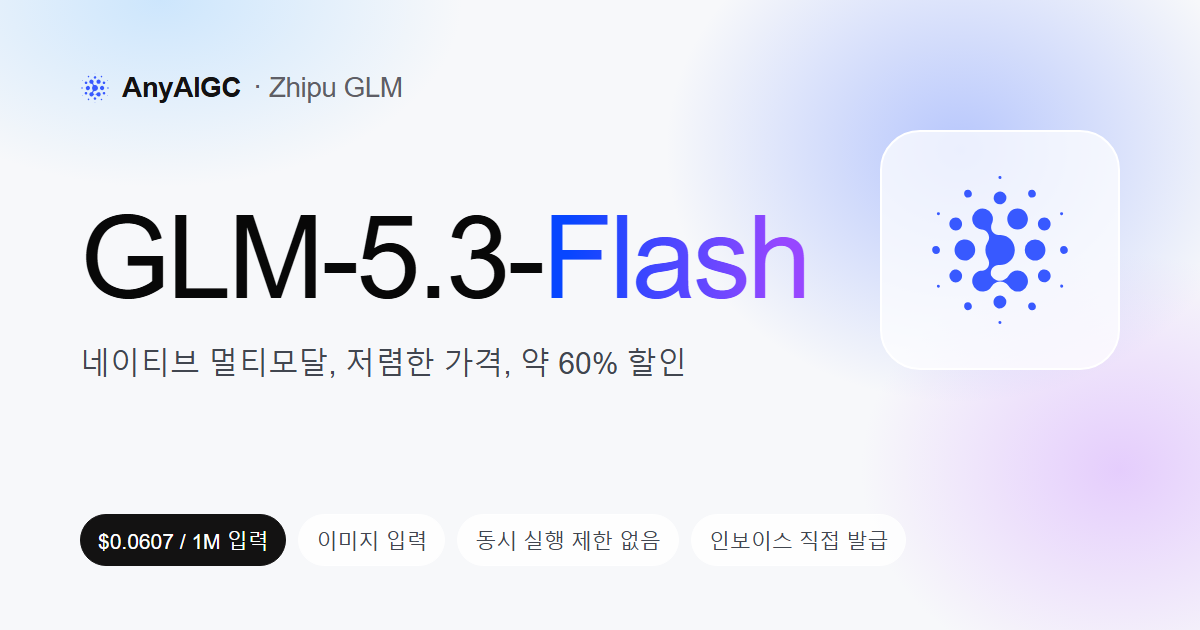 AnyAIGC · Zhipu GLM
GLM-5.3-Flash
네이티브 멀티모달, 저렴한 가격, 약 60% 할인
$0.0607 / 1M 입력
이미지 입력
동시 실행 제한 없음
인보이스 직접 발급